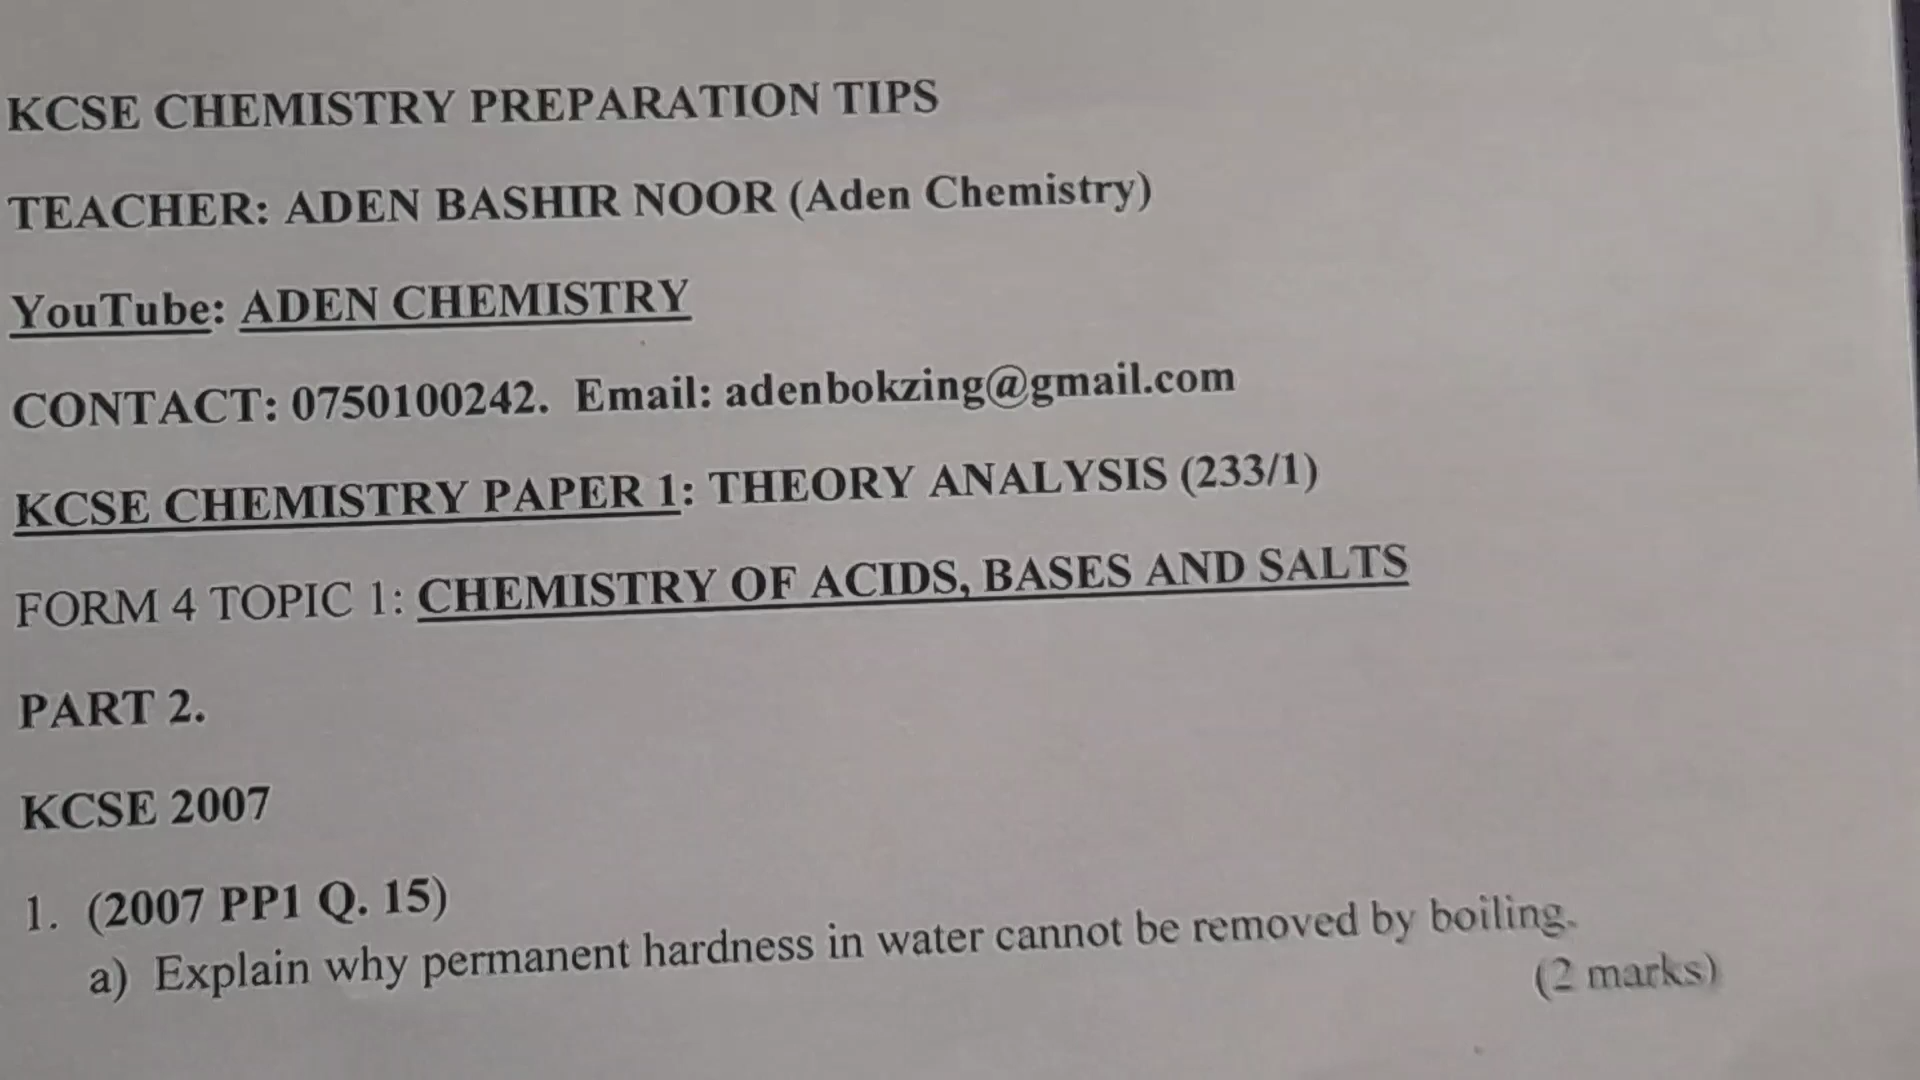 KCSE CHEMISTRY PREPARATION TIPS
TEACHER: ADEN BASHIR NOOR (Aden Chemistry)
YouTube: ADEN CHEMISTRY
CONTACT: 0750100242. Email: adenbokzing@gmail.com
KCSE CHEMISTRY PAPER 1: THEORY ANALYSIS (233/1)
FORM 4 TOPIC 1: CHEMISTRY OF ACIDS, BASES AND SALTS
PART 2.
KCSE 2007
1. (2007 PP1 Q. 15)
a) Explain why permanent hardness in water cannot be removed by boiling.
(2 marks)